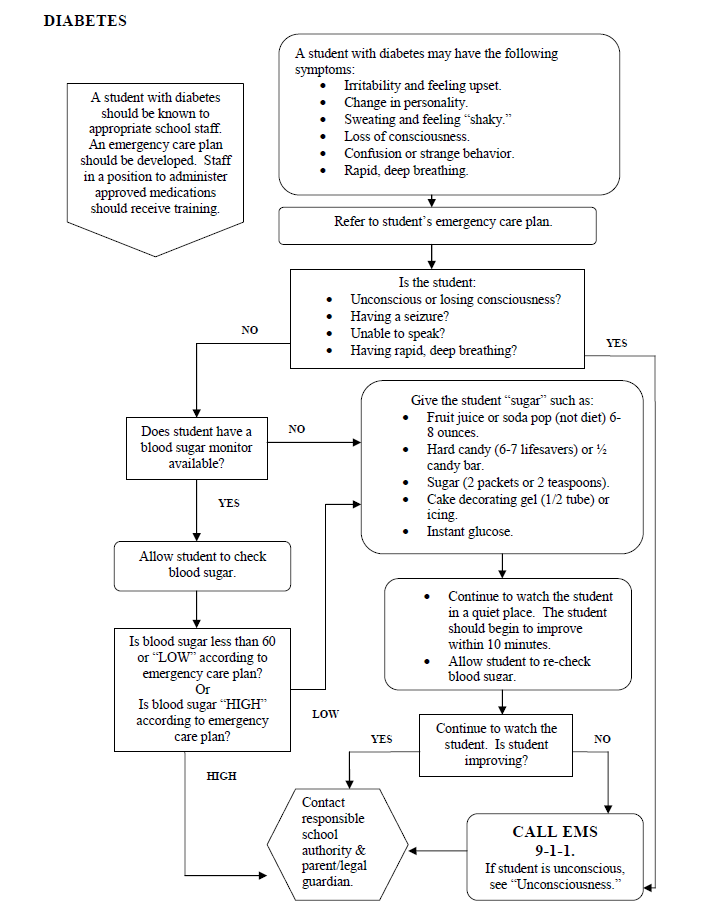 DIABETES
A student with diabetes
should be known to
appropriate school staff.
An emergency care plan
should be developed.  Staff
in a position to administer
approved medications
should receive training.
A student with diabetes may have the following
symptoms:
• Irritability and feeling upset.
• Change in personality.
• Sweating and feeling “shaky.”
• Loss of consciousness.
• Confusion or strange behavior.
• Rapid, deep breathing.
Refer to student’s emergency care plan.
Is the student:
• Unconscious or losing consciousness?
• Having a seizure?
• Unable to speak?
• Having rapid, deep breathing?
NO
YES
Does student have a
blood sugar monitor
available?
NO
YES
Give the student “sugar” such as:
• Fruit juice or soda pop (not diet) 6-
8 ounces.
• Hard candy (6-7 lifesavers) or ½
candy bar.
• Sugar (2 packets or 2 teaspoons).
• Cake decorating gel (1/2 tube) or
icing.
• Instant glucose.
Allow student to check
blood sugar.
• Continue to watch the student
in a quiet place.  The student
should begin to improve
within 10 minutes.
• Allow student to re-check
blood sugar.
Is blood sugar less than 60
or “LOW” according to
emergency care plan?
Or
Is blood sugar “HIGH”
according to emergency
care plan?
LOW
HIGH
Continue to watch the
student.  Is student
improving?
YES
NO
Contact
responsible
school
authority &
parent/legal
guardian.
CALL EMS
9-1-1.
If student is unconscious,
see “Unconsciousness.”